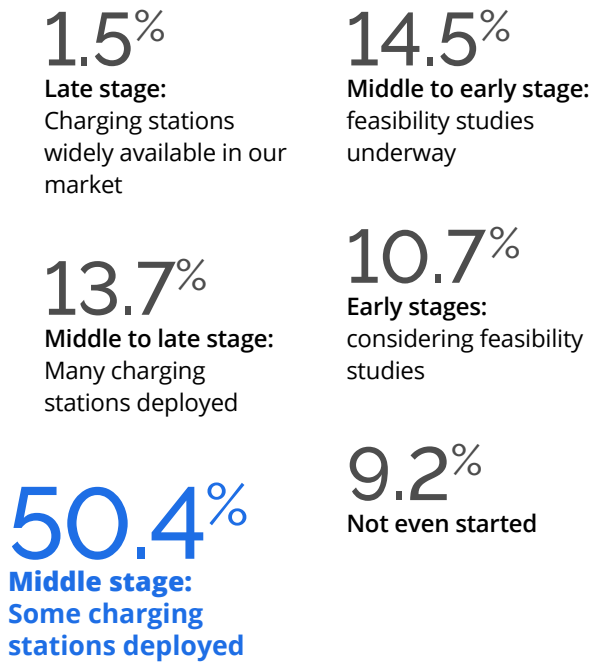 1.5%
Late stage:
Charging stations
widely available in our
market
13.7%
Middle to late stage:
Many charging
stations deployed
50.4%
Middle stage:
Some charging
stations deployed
14.5%
Middle to early stage:
feasibility studies
underway
10.7%
Early stages:
considering feasibility
studies
9.2%
Not even started